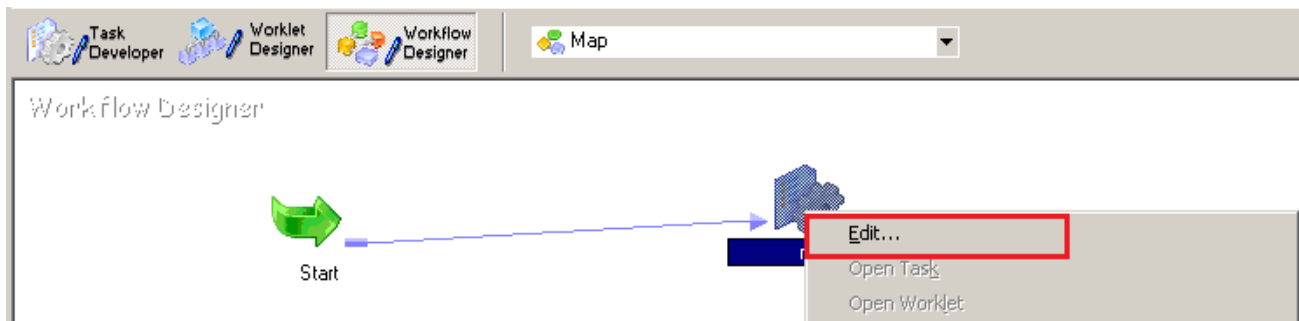 Task
Developer
Worklet
Designer
Workflow
Designer
Map
Workflow Designer
Start
Edit...
Open Task
Open Worklet